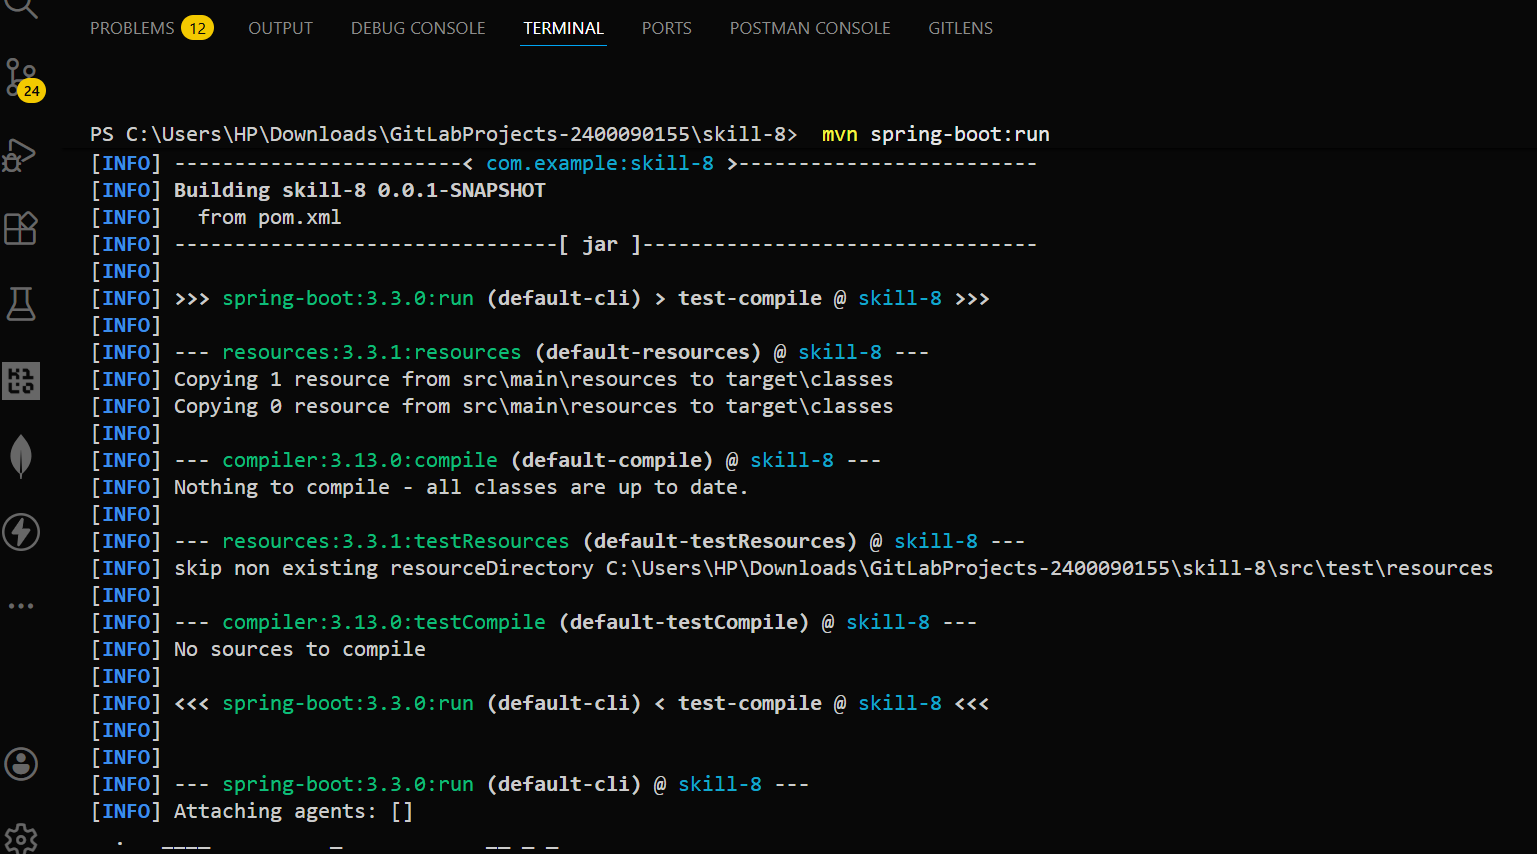 PROBLEMS 12 OUTPUT DEBUG CONSOLE TERMINAL PORTS POSTMAN CONSOLE GITLENS
24
PS C:\Users\HP\Downloads\GitLabProjects-2400090155\skill-8>  mvn spring-boot:run
[INFO] ------------------------< com.example:skill-8 >-------------------------
[INFO] Building skill-8 0.0.1-SNAPSHOT
[INFO]   from pom.xml
[INFO] --------------------------------[ jar ]---------------------------------
[INFO]
[INFO] >>> spring-boot:3.3.0:run (default-cli) > test-compile @ skill-8 >>>
[INFO]
[INFO] --- resources:3.3.1:resources (default-resources) @ skill-8 ---
[INFO] Copying 1 resource from src\main\resources to target\classes
[INFO] Copying 0 resource from src\main\resources to target\classes
[INFO]
[INFO] --- compiler:3.13.0:compile (default-compile) @ skill-8 ---
[INFO] Nothing to compile - all classes are up to date.
[INFO]
[INFO] --- resources:3.3.1:testResources (default-testResources) @ skill-8 ---
[INFO] skip non existing resourceDirectory C:\Users\HP\Downloads\GitLabProjects-2400090155\skill-8\src\test\resources
[INFO]
[INFO] --- compiler:3.13.0:testCompile (default-testCompile) @ skill-8 ---
[INFO] No sources to compile
[INFO]
[INFO] <<< spring-boot:3.3.0:run (default-cli) < test-compile @ skill-8 <<<
[INFO]
[INFO]
[INFO] --- spring-boot:3.3.0:run (default-cli) @ skill-8 ---
[INFO] Attaching agents: []
  .   ____          _            __ _ _